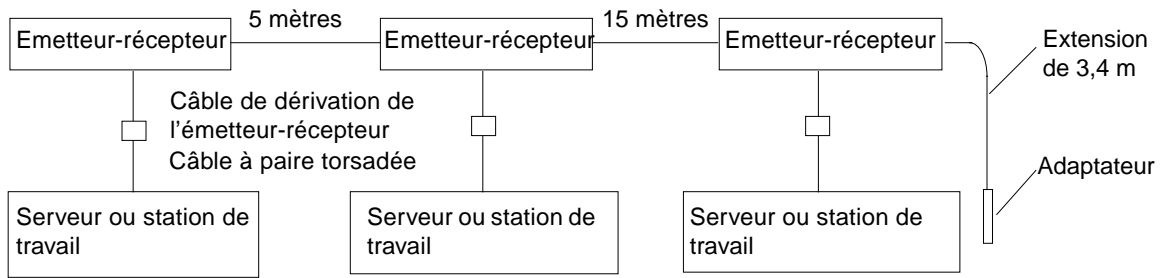 5 mètres
15 mètres
Emetteur-récepteur
Emetteur-récepteur
Emetteur-récepteur
Extension
de 3,4 m
Câble de dérivation de
l'émetteur-récepteur
Câble à paire torsadée
Adaptateur
Serveur ou station de
travail
Serveur ou station de
travail
Serveur ou station de
travail